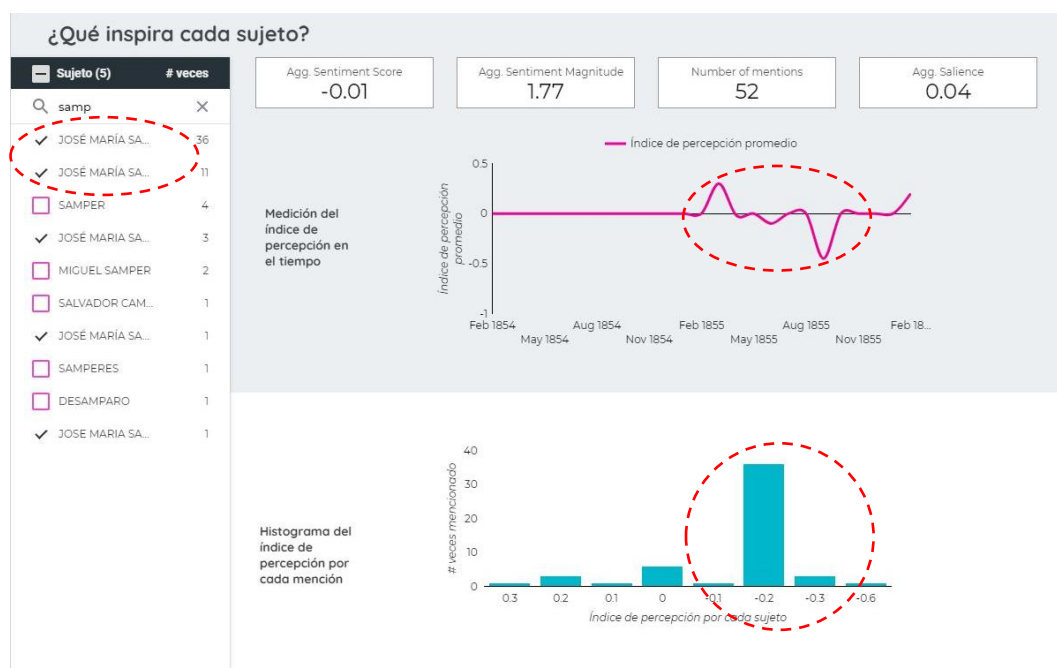 ¿Qué inspira cada sujeto?
Sujeto (5) # veces
samp
JOSÉ MARÍA SA... 36
JOSÉ MARÍA SA... 11
SAMPER 4
JOSÉ MARIA SA... 3
MIGUEL SAMPER 2
SALVADOR CAM... 1
JOSÉ MARÍA SA... 1
SAMPERES 1
DESAMPARO 1
JOSE MARIA SA... 1
Agg. Sentiment Score
-0.01
Agg. Sentiment Magnitude
1.77
Number of mentions
52
Agg. Salience
0.04
Medición del
índice de
percepción en
el tiempo
Índice de percepción promedio
Índice de percepción
promedio
0.5
0
-0.5
-1
Feb 1854
May 1854
Aug 1854
Nov 1854
Feb 1855
May 1855
Aug 1855
Nov 1855
Feb 18...
Histograma del
índice de
percepción por
cada mención
# veces mencionado
40
30
20
10
0
0.3 0.2 0.1 0 -0.1 -0.2 -0.3 -0.6
Índice de percepción por cada sujeto